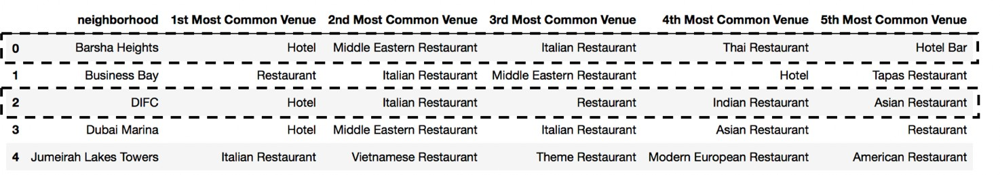 neighborhood 1st Most Common Venue 2nd Most Common Venue 3rd Most Common Venue 4th Most Common Venue 5th Most Common Venue
0 Barsha Heights Hotel Middle Eastern Restaurant Italian Restaurant Thai Restaurant Hotel Bar
1 Business Bay Restaurant Italian Restaurant Middle Eastern Restaurant Hotel Tapas Restaurant
2 DIFC Hotel Italian Restaurant Restaurant Indian Restaurant Asian Restaurant
3 Dubai Marina Hotel Middle Eastern Restaurant Italian Restaurant Asian Restaurant Restaurant
4 Jumeirah Lakes Towers Italian Restaurant Vietnamese Restaurant Theme Restaurant Modern European Restaurant American Restaurant